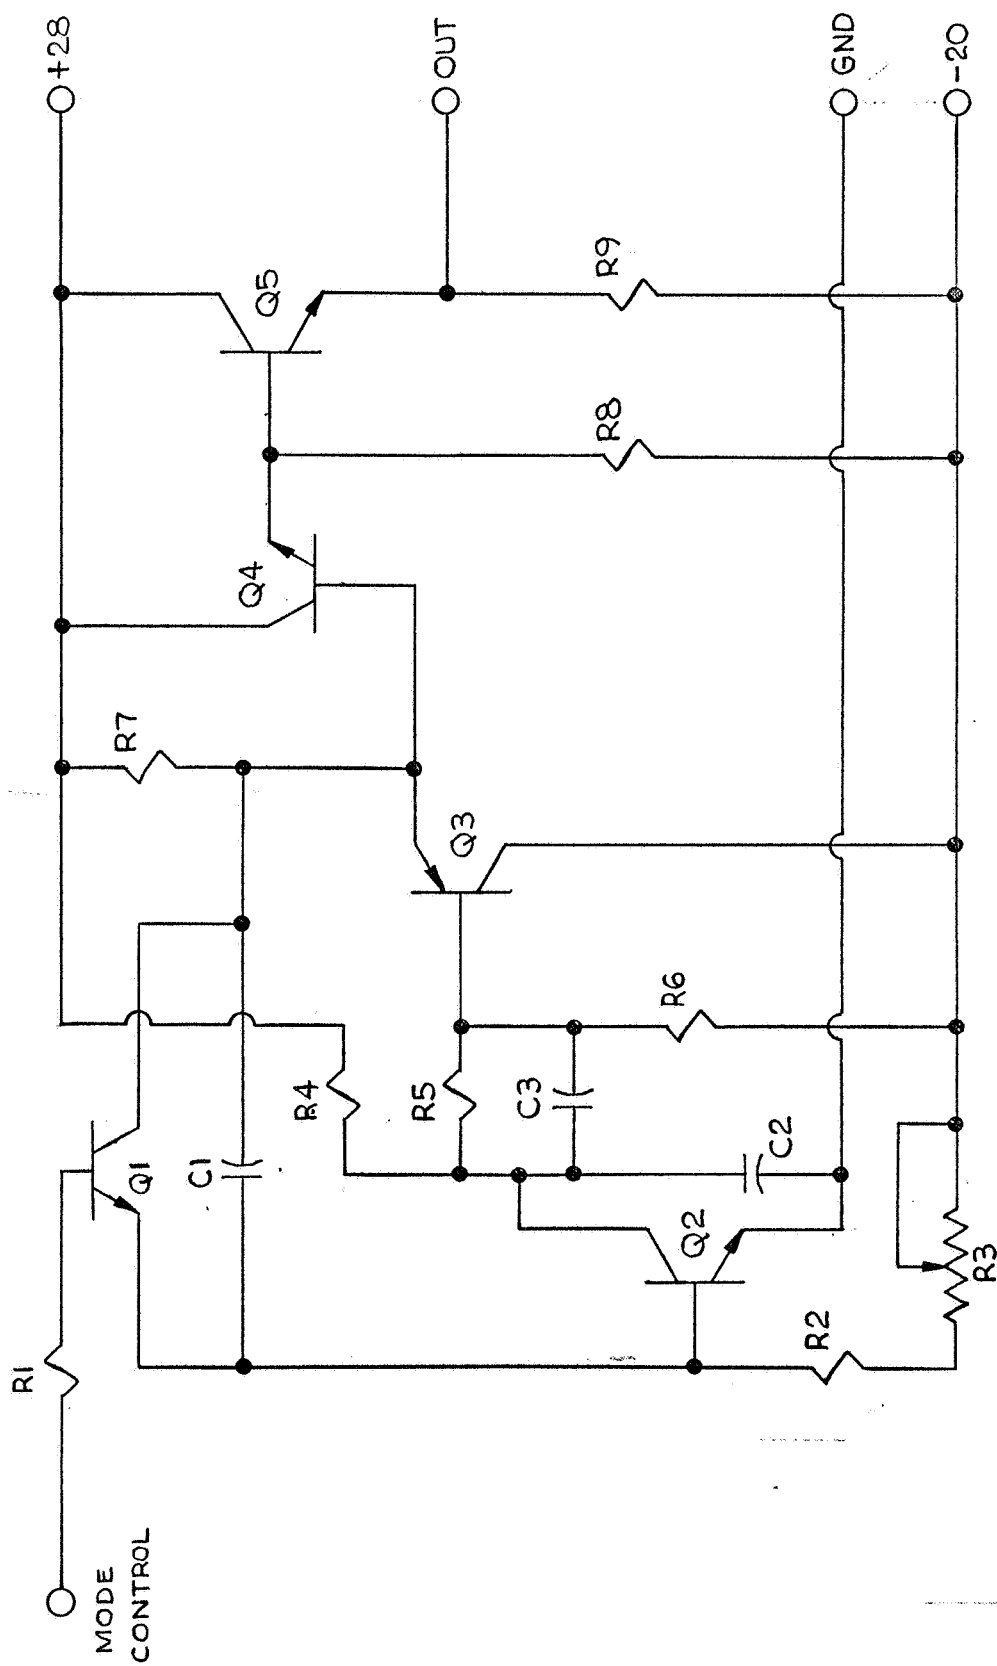 +28
OUT
GND
-20
Q5
R9
R8
Q4
R7
Q3
R6
R4
R5
C3
C2
Q1
C1
Q2
R3
R2
R1
MODE
CONTROL